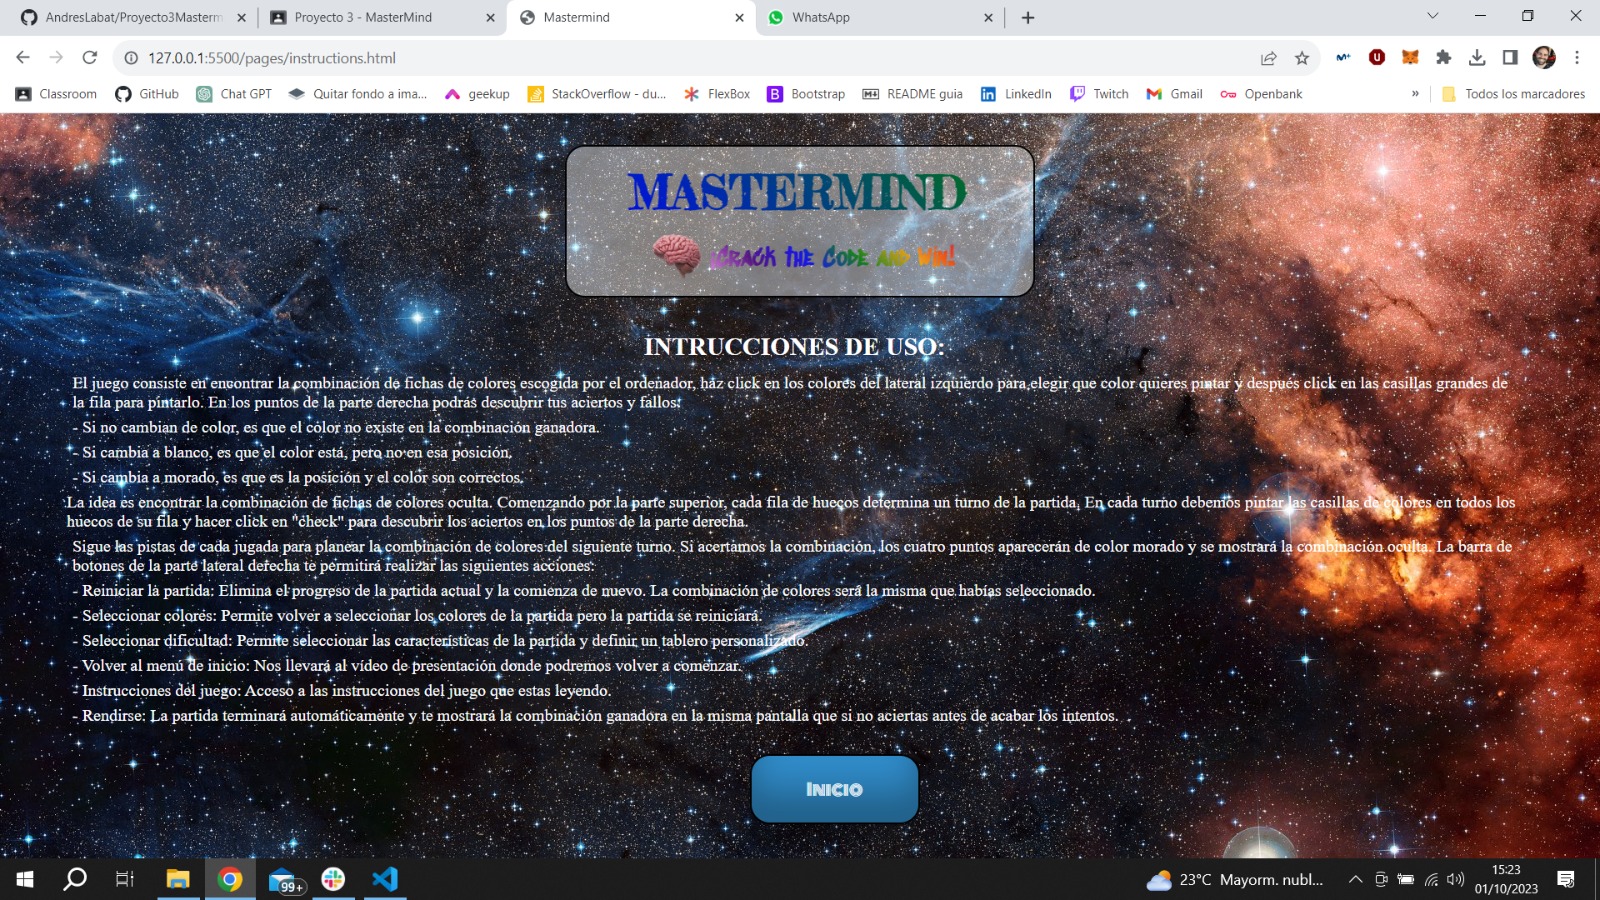 AndresLabat/Proyecto3Masterm
Proyecto 3 - MasterMind
Mastermind
WhatsApp
127.0.0.1:5500/pages/instructions.html
Classroom
GitHub
Chat GPT
Quitar fondo a ima...
geekup
StackOverflow - du...
FlexBox
Bootstrap
README guia
LinkedIn
Twitch
Gmail
Openbank
»
Todos los marcadores
MASTERMIND
¡Crack the Code and Win!
INTRUCCIONES DE USO:
El juego consiste en encontrar la combinación de fichas de colores escogida por el ordenador, haz click en los colores del lateral izquierdo para elegir que color quieres pintar y después click en las casillas grandes de
la fila para pintarlo. En los puntos de la parte derecha podrás descubrir tus aciertos y fallos:
- Si no cambian de color, es que el color no existe en la combinación ganadora.
- Si cambia a blanco, es que el color está, pero no en esa posición.
- Si cambia a morado, es que es la posición y el color son correctos.
La idea es encontrar la combinación de fichas de colores oculta. Comenzando por la parte superior, cada fila de huecos determina un turno de la partida. En cada turno debemos pintar las casillas de colores en todos los
huecos de su fila y hacer click en "check" para descubrir los aciertos en los puntos de la parte derecha.
Sigue las pistas de cada jugada para planear la combinación de colores del siguiente turno. Si acertamos la combinación, los cuatro puntos aparecerán de color morado y se mostrará la combinación oculta. La barra de
botones de la parte lateral derecha te permitirá realizar las siguientes acciones:
- Reiniciar la partida: Elimina el progreso de la partida actual y la comienza de nuevo. La combinación de colores será la misma que habías seleccionado.
- Seleccionar colores: Permite volver a seleccionar los colores de la partida pero la partida se reiniciará.
- Seleccionar dificultad: Permite seleccionar las características de la partida y definir un tablero personalizado.
- Volver al menú de inicio: Nos llevará al vídeo de presentación donde podremos volver a comenzar.
- Instrucciones del juego: Acceso a las instrucciones del juego que estas leyendo.
- Rendirse: La partida terminará automáticamente y te mostrará la combinación ganadora en la misma pantalla que si no aciertas antes de acabar los intentos.
Inicio
99+
23°C Mayorm. nubl...
15:23
01/10/2023